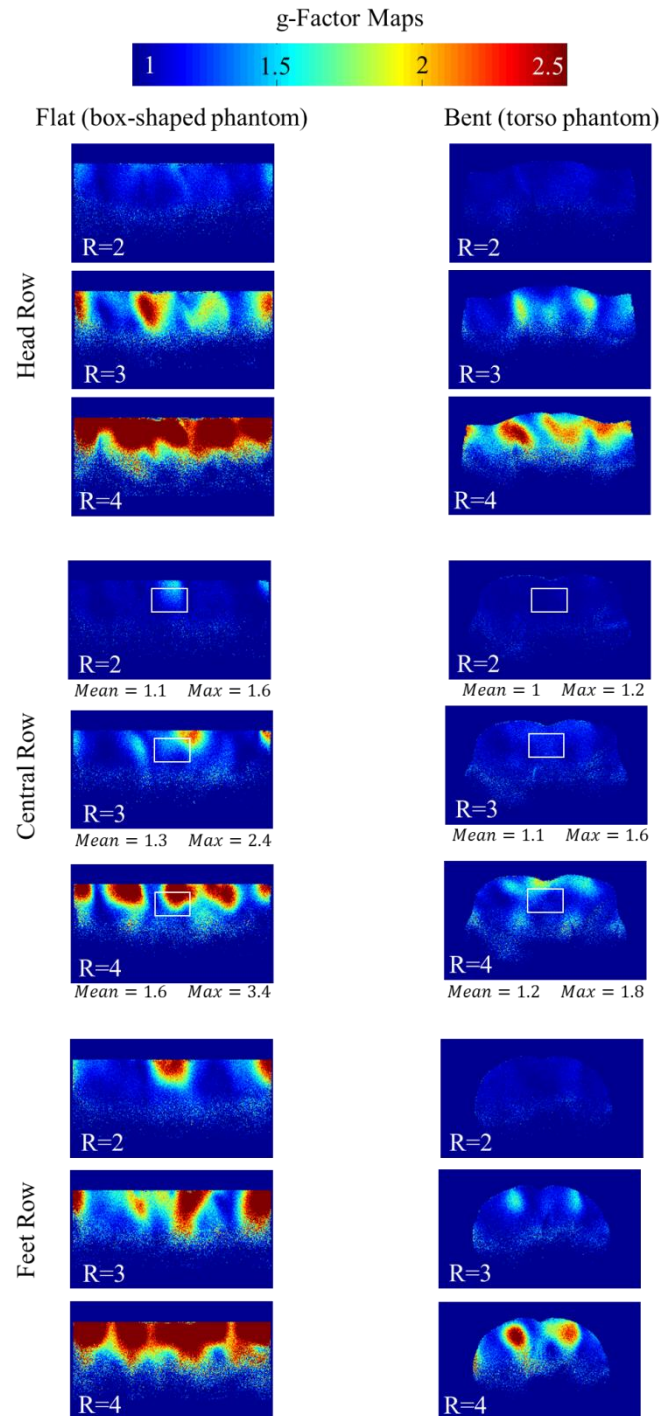 g-Factor Maps
1 1.5 2 2.5
Flat (box-shaped phantom) Bent (torso phantom)
Head Row
R=2 R=2
R=3 R=3
R=4 R=4
Central Row
R=2 R=2
Mean = 1.1 Max = 1.6 Mean = 1 Max = 1.2
R=3 R=3
Mean = 1.3 Max = 2.4 Mean = 1.1 Max = 1.6
R=4 R=4
Mean = 1.6 Max = 3.4 Mean = 1.2 Max = 1.8
Feet Row
R=2 R=2
R=3 R=3
R=4 R=4